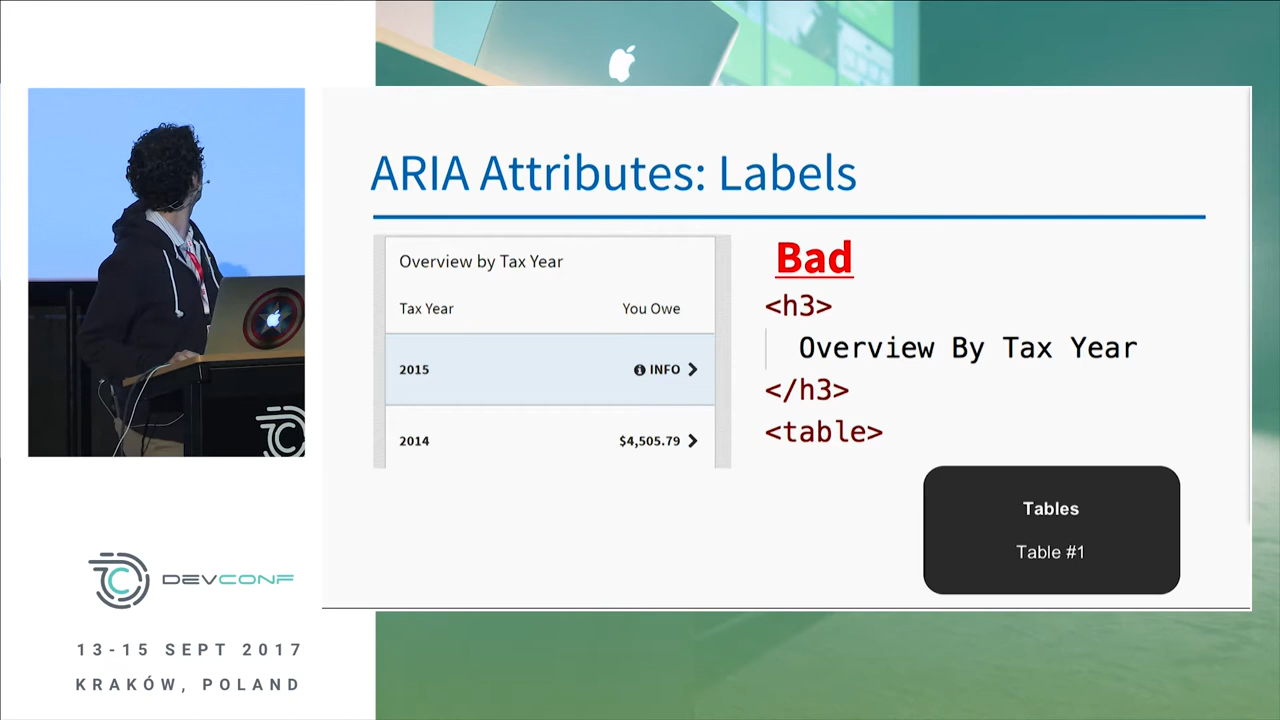 ARIA Attributes: Labels
Overview by Tax Year
Tax Year You Owe
2015 INFO
2014 $4,505.79
Bad
<h3>
Overview By Tax Year
</h3>
<table>
Tables
Table #1
DEVCONF
13-15 SEPT 2017
KRAKÓW, POLAND